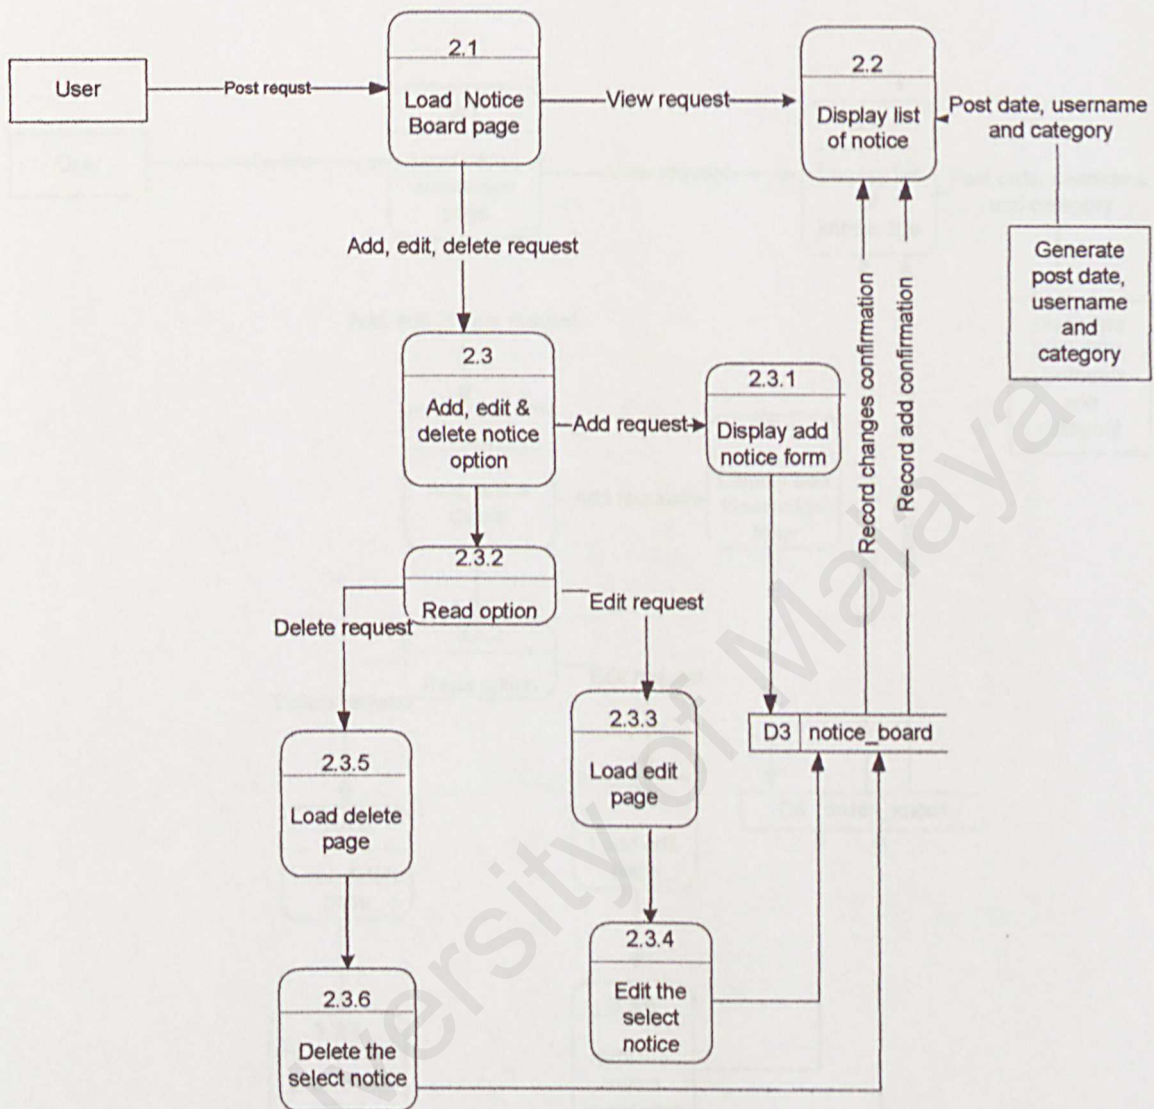 2.1
2.2
User
Post requst
Load Notice
Board page
View request
Display list
of notice
Post date, username
and category
Add, edit, delete request
Generate
post date,
username
and
category
Record changes confirmation
Record add confirmation
2.3
Add, edit &
delete notice
option
Add request
2.3.1
Display add
notice form
2.3.2
Read option
Delete request
Edit request
2.3.5
Load delete
page
2.3.3
Load edit
page
D3
notice_board
2.3.4
Edit the
select
notice
2.3.6
Delete the
select notice
ersity of Malaya